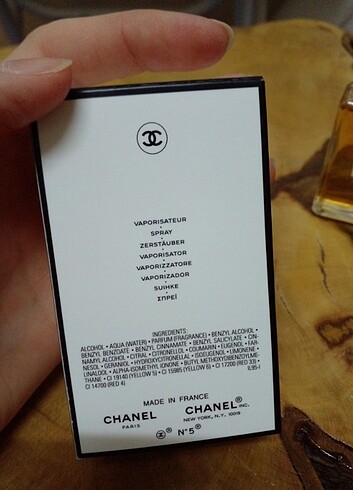 VAPORISATEUR
SPRAY
ZERSTÄUBER
VAPORISATOR
VAPORIZZATORE
VAPORIZADOR
SUIHKE
ΣΠΡΕΪ
INGREDIENTS:
ALCOHOL • AQUA (WATER) • PARFUM (FRAGRANCE) • BENZYL ALCOHOL •
BENZYL BENZOATE • BENZYL CINNAMATE • BENZYL SALICYLATE • CIN-
NAMYL ALCOHOL • CITRAL • CITRONELLOL • COUMARIN • EUGENOL • FAR-
NESOL • GERANIOL • HYDROXYCITRONELLAL • ISOEUGENOL • LIMONENE •
LINALOOL • ALPHA-ISOMETHYL IONONE • BUTYL METHOXYDIBENZOYLME-
THANE • CI 19140 (YELLOW 5) • CI 15985 (YELLOW 6) • CI 17200 (RED 33) •
CI 14700 (RED 4) IL95-I
MADE IN FRANCE
CHANEL CHANEL® INC.
PARIS NEW YORK, N.Y. 10019
® N°5®